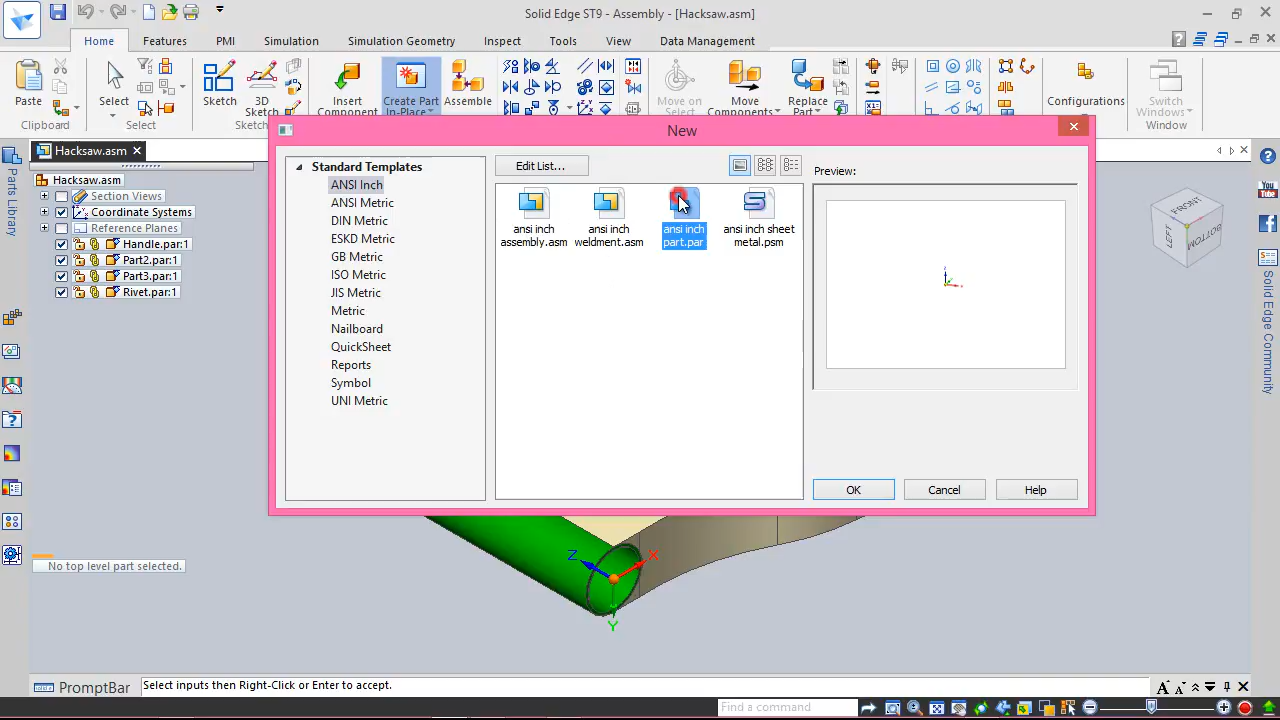 Solid Edge ST9 - Assembly - [Hacksaw.asm]
Home Features PMI Simulation Simulation Geometry Inspect Tools View Data Management
Paste
Clipboard
Select
Select
Sketch
3D
Sketch
Insert
Component
Create Part
In-Place
Assemble
Move on
Select
Move
Components
Replace
Part
Configurations
Switch
Windows
Window
Hacksaw.asm
Hacksaw.asm
Section Views
Coordinate Systems
Reference Planes
Handle.par:1
Part2.par:1
Part3.par:1
Rivet.par:1
Parts Library
No top level part selected.
New
Standard Templates
ANSI Inch
ANSI Metric
DIN Metric
ESKD Metric
GB Metric
ISO Metric
JIS Metric
Metric
Nailboard
QuickSheet
Reports
Symbol
UNI Metric
Edit List...
ansi inch
assembly.asm
ansi inch
weldment.asm
ansi inch
part.par
ansi inch sheet
metal.psm
Preview:
OK
Cancel
Help
FRONT
LEFT
BOTTOM
You
Tube
Solid Edge Community
Z
X
Y
PromptBar
Select inputs then Right-Click or Enter to accept.
Find a command